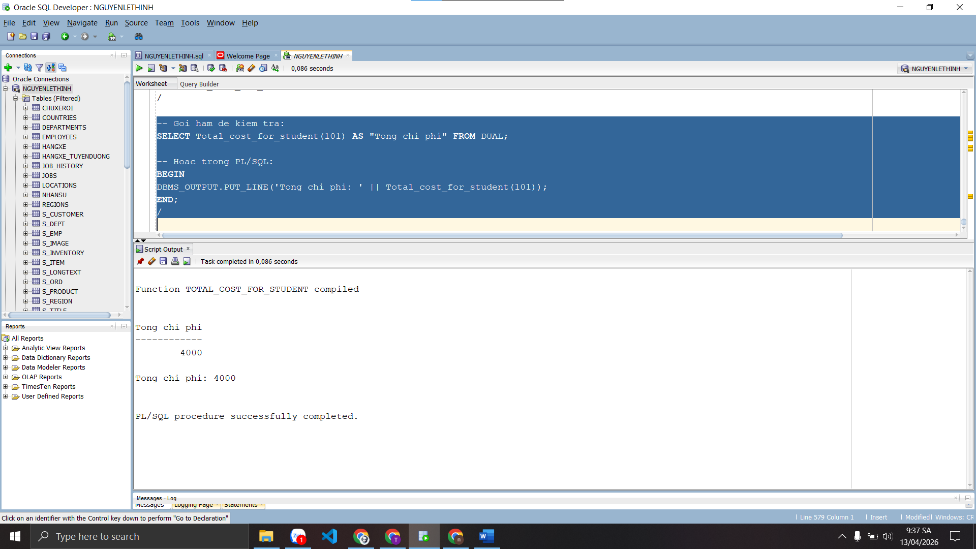 Oracle SQL Developer : NGUYENLETHINH
File Edit View Navigate Run Source Team Tools Window Help
Connections
NGUYENLETHINH.sql
Welcome Page
NGUYENLETHINH
0,086 seconds
NGUYENLETHINH
Worksheet
Query Builder
Oracle Connections
NGUYENLETHINH
Tables (Filtered)
CHUXEROI
COUNTRIES
DEPARTMENTS
EMPLOYEES
HANGXE
HANGXE_TUYENDUONG
JOB_HISTORY
JOBS
LOCATIONS
NHANSU
REGIONS
S_CUSTOMER
S_DEPT
S_EMP
S_IMAGE
S_INVENTORY
S_ITEM
S_LONGTEXT
S_ORD
S_PRODUCT
S_REGION
S_TITLE
/
-- Goi ham de kiem tra:
SELECT Total_cost_for_student(101) AS "Tong chi phi" FROM DUAL;
-- Hoac trong PL/SQL:
BEGIN
DBMS_OUTPUT.PUT_LINE('Tong chi phi: ' || Total_cost_for_student(101));
END;
/
Script Output
Task completed in 0,086 seconds
Function TOTAL_COST_FOR_STUDENT compiled
Tong chi phi
------------
4000
Tong chi phi: 4000
PL/SQL procedure successfully completed.
Reports
All Reports
Analytic View Reports
Data Dictionary Reports
Data Modeler Reports
OLAP Reports
TimesTen Reports
User Defined Reports
Messages - Log
Messages
Logging Page
Statements
Click on an identifier with the Control key down to perform "Go to Declaration"
Line 579 Column 1
Insert
Modified
Windows: CR
Type here to search
9:37 SA
13/04/2026